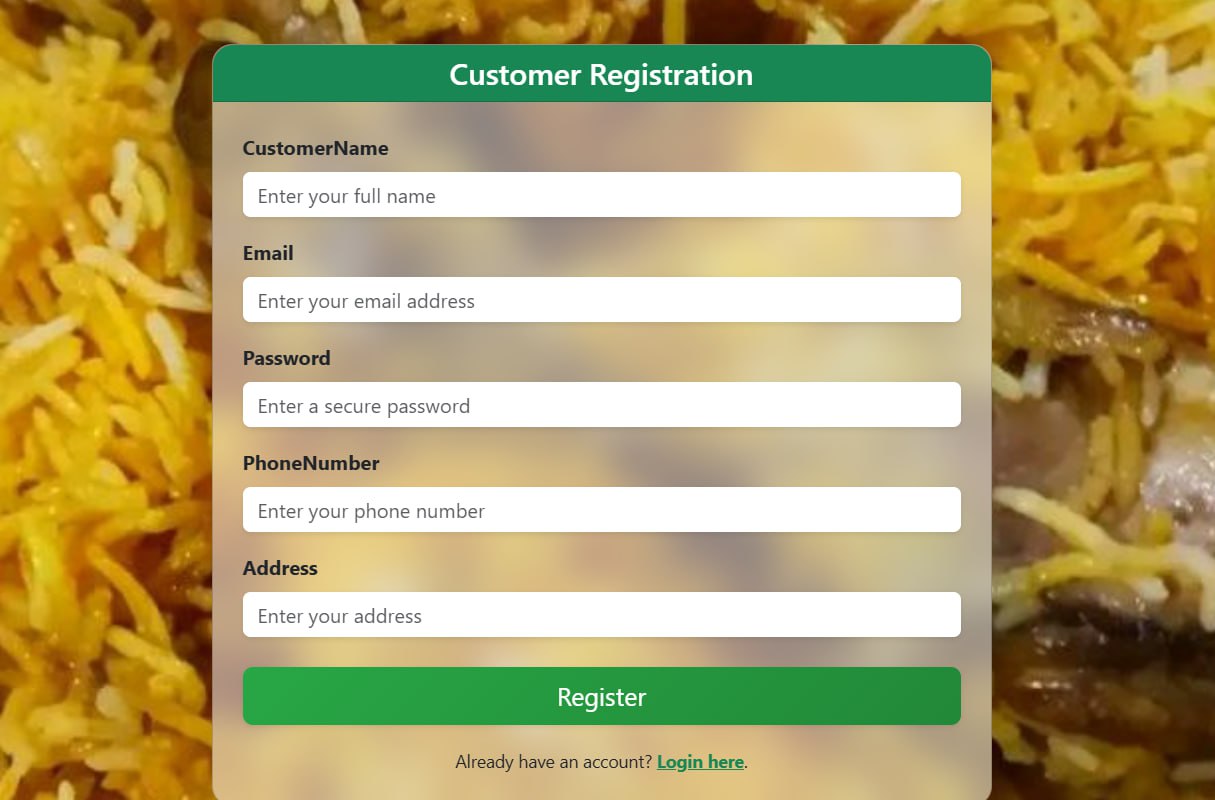 Customer Registration
CustomerName
Enter your full name
Email
Enter your email address
Password
Enter a secure password
PhoneNumber
Enter your phone number
Address
Enter your address
Register
Already have an account? Login here.